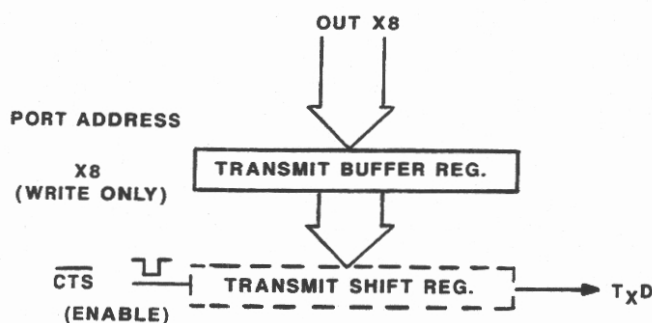 OUT X8
PORT ADDRESS
X8
(WRITE ONLY)
TRANSMIT BUFFER REG.
CTS
(ENABLE)
TRANSMIT SHIFT REG.
TXD